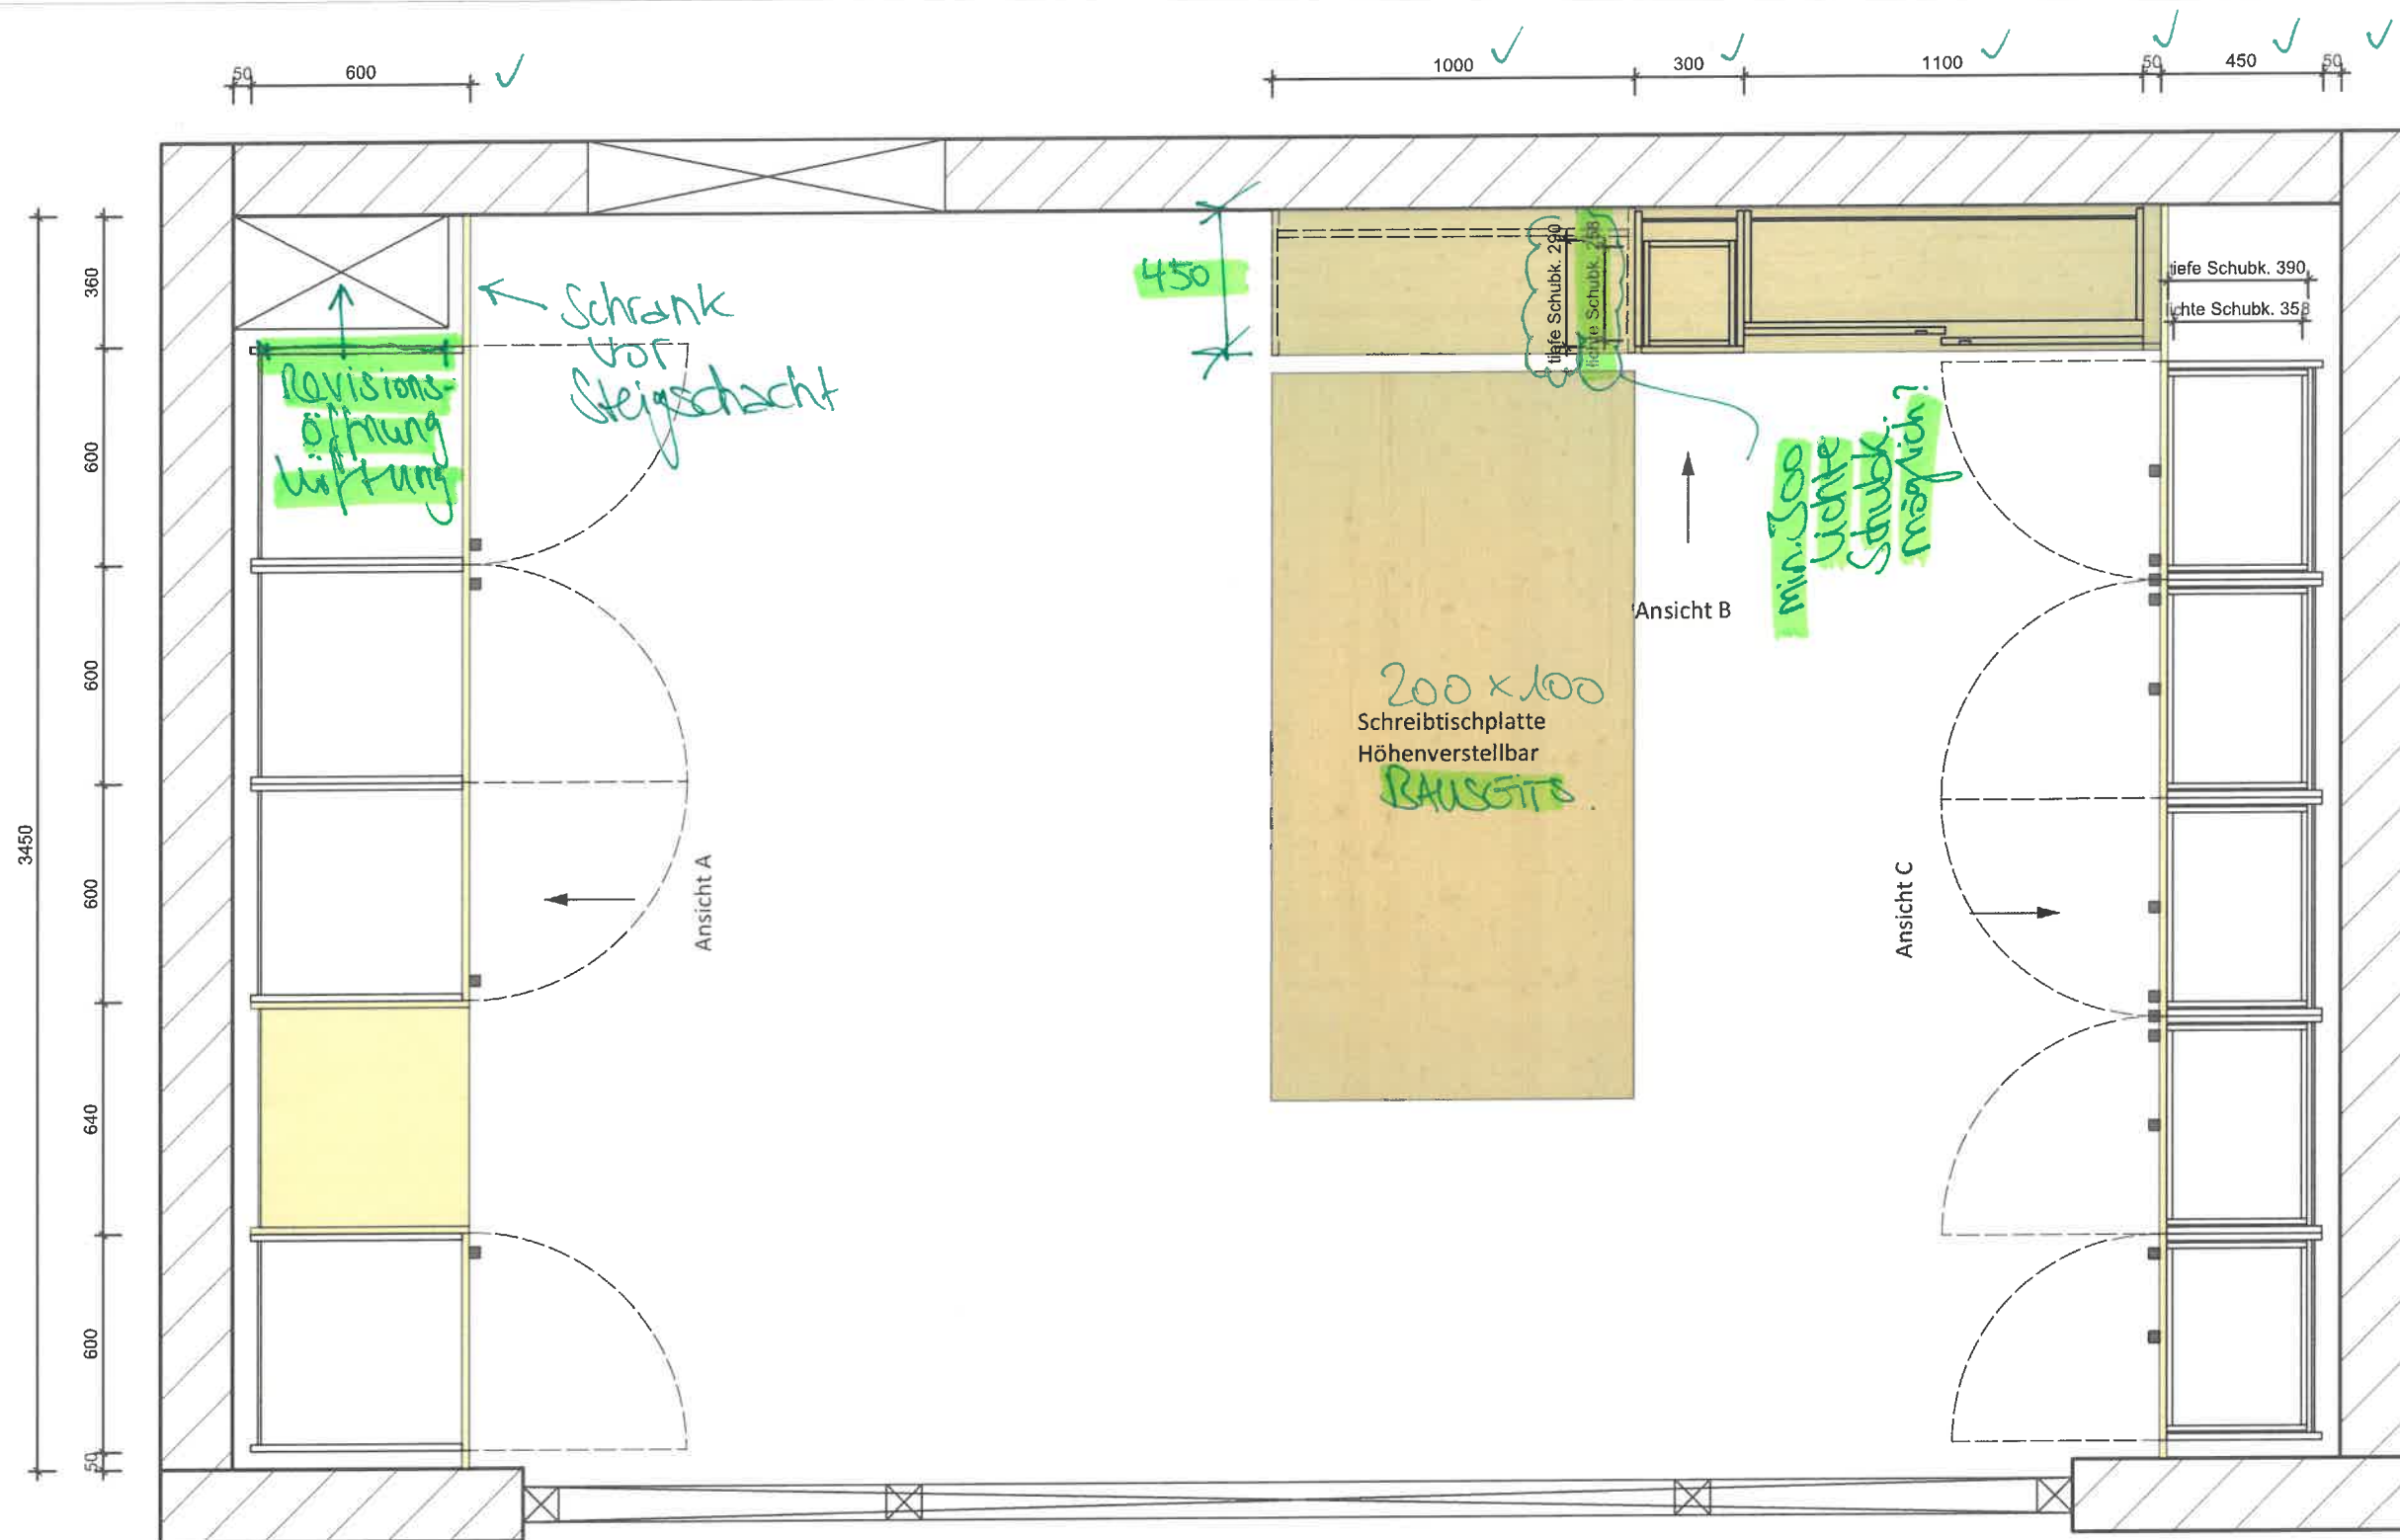 50 600
1000 300 1100 50 450 50
3450
360
600
600
600
640
600
50
Schrank
vor
Steigschacht
Revisions-
öffnung
Lüftung
450
tiefe Schubk. 290
lichte Schubk. 258
tiefe Schubk. 390
lichte Schubk. 358
min. 300
lichte
Schubk.
möglich?
Ansicht B
200 x 100
Schreibtischplatte
Höhenverstellbar
BAUSEITS.
Ansicht A
Ansicht C